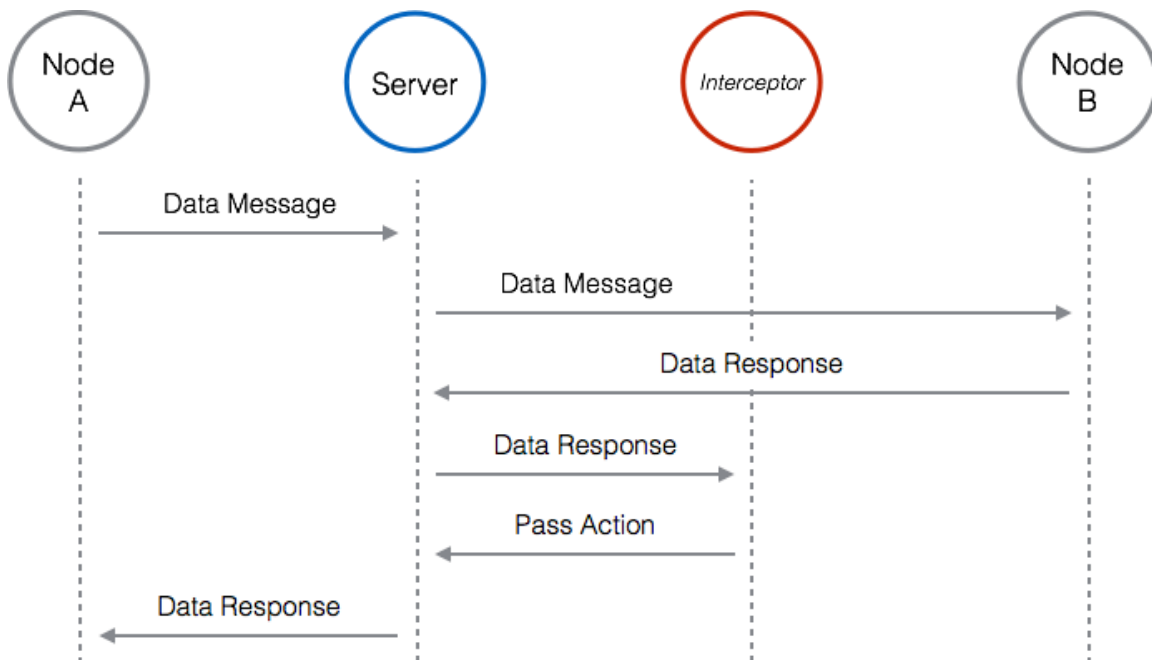 Node
A
Server
Interceptor
Node
B
Data Message
Data Message
Data Response
Data Response
Pass Action
Data Response